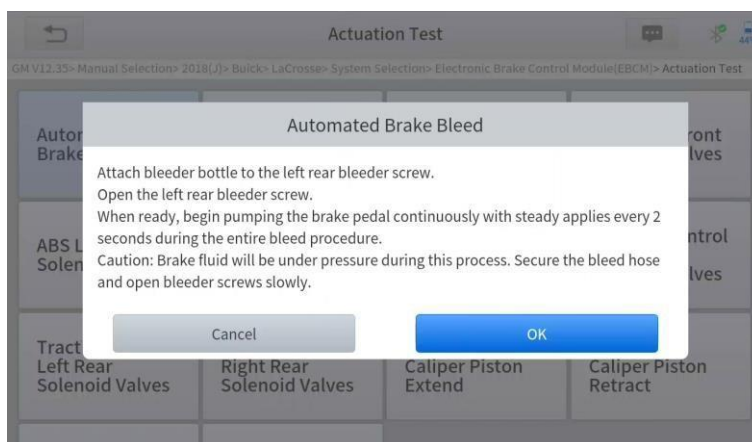 Actuation Test
GM V12.35> Manual Selection> 2018(J)> Buick> LaCrosse> System Selection> Electronic Brake Control Module(EBCM)> Actuation Test
Automated Brake Bleed
Attach bleeder bottle to the left rear bleeder screw.
Open the left rear bleeder screw.
When ready, begin pumping the brake pedal continuously with steady applies every 2
seconds during the entire bleed procedure.
Caution: Brake fluid will be under pressure during this process. Secure the bleed hose
and open bleeder screws slowly.
Cancel
OK
Autor
Brake
ront
lves
ABS L
Solen
ntrol
lves
Tract
Left Rear
Solenoid Valves
Right Rear
Solenoid Valves
Caliper Piston
Extend
Caliper Piston
Retract